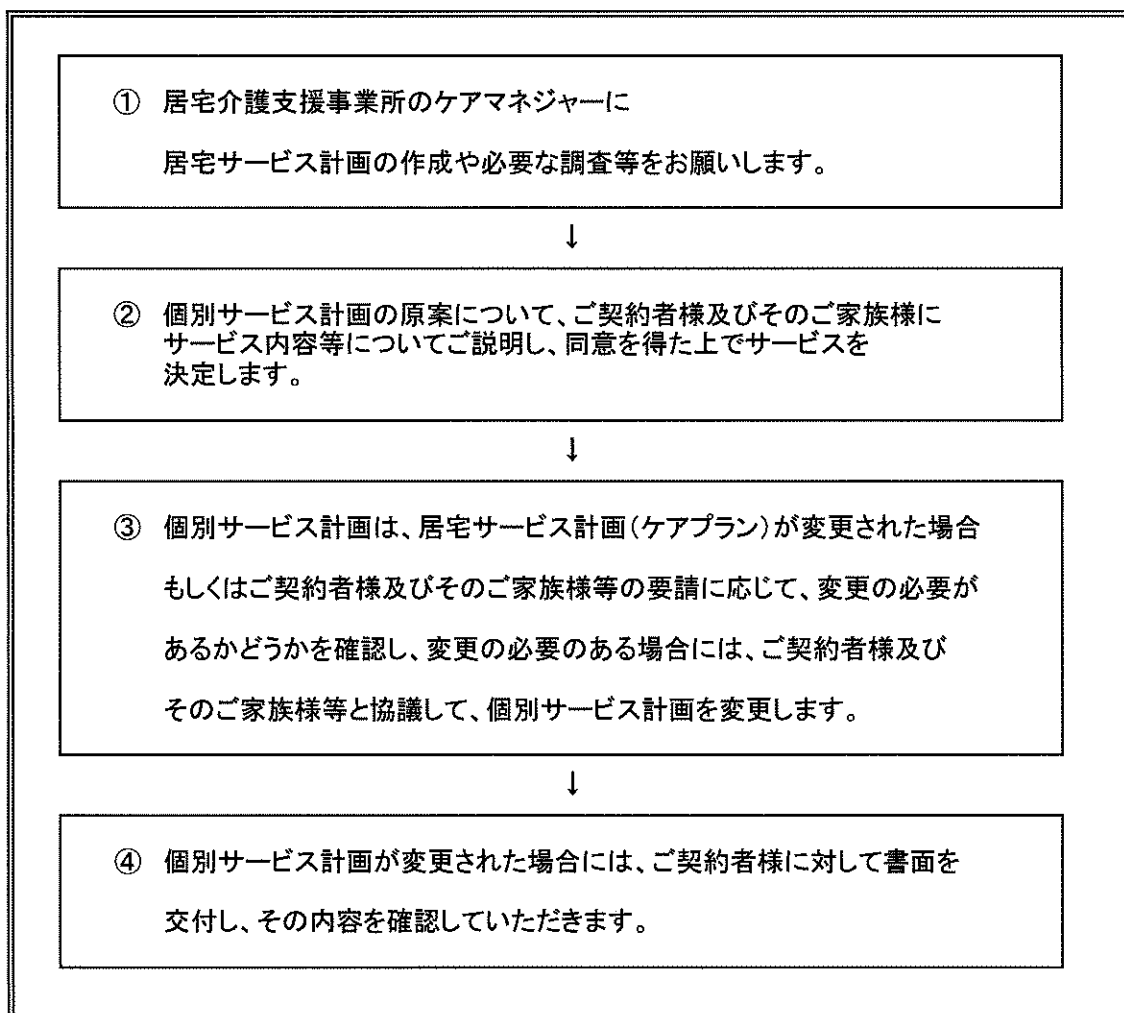 ① 居宅介護支援事業所のケアマネジャーに
居宅サービス計画の作成や必要な調査等をお願いします。
↓
② 個別サービス計画の原案について、ご契約者様及びそのご家族様に
サービス内容等についてご説明し、同意を得た上でサービスを
決定します。
↓
③ 個別サービス計画は、居宅サービス計画(ケアプラン)が変更された場合
もしくはご契約者様及びそのご家族様等の要請に応じて、変更の必要が
あるかどうかを確認し、変更の必要のある場合には、ご契約者様及び
そのご家族様等と協議して、個別サービス計画を変更します。
↓
④ 個別サービス計画が変更された場合には、ご契約者様に対して書面を
交付し、その内容を確認していただきます。